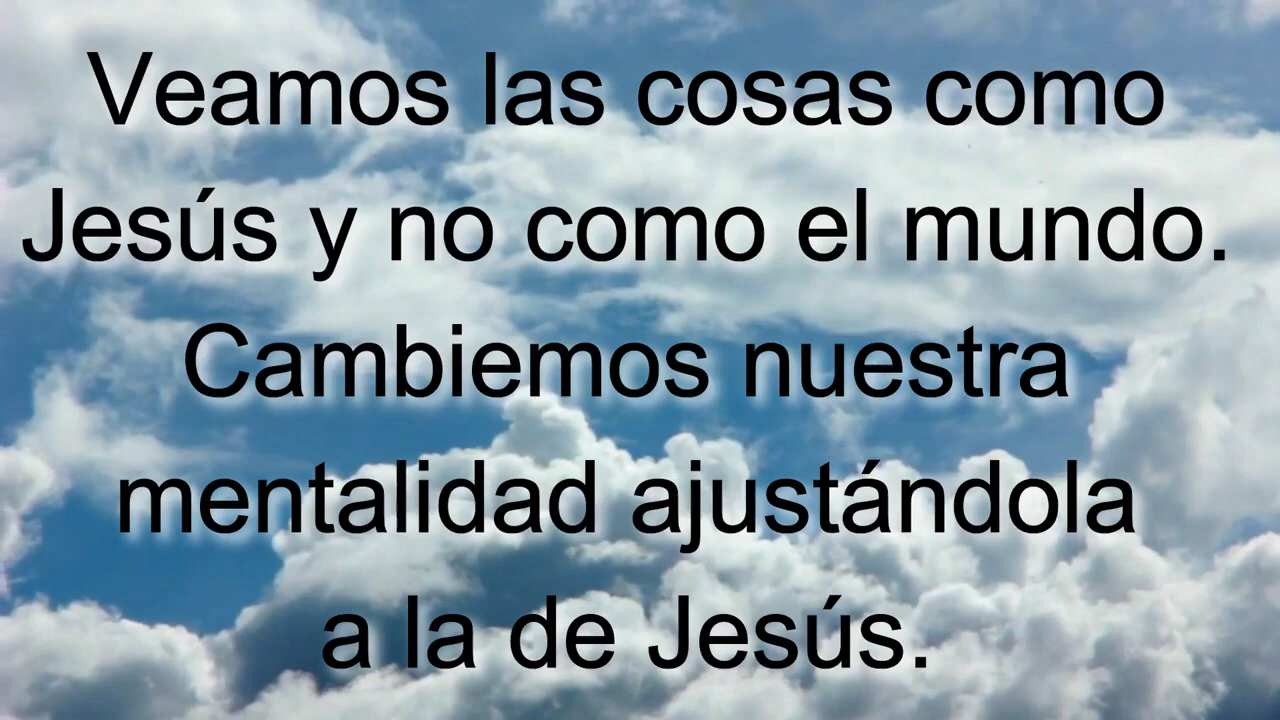 Veamos las cosas como
Jesús y no como el mundo.
Cambiemos nuestra
mentalidad ajustándola
a la de Jesús.